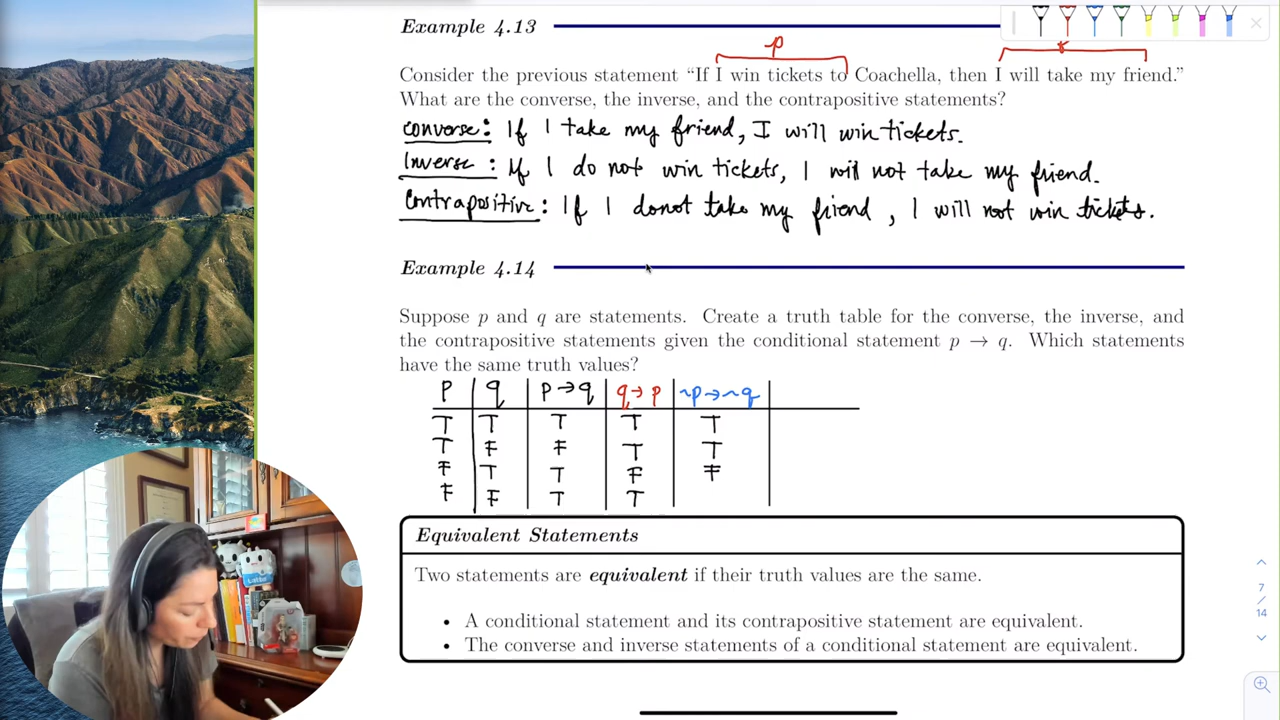 Example 4.13
p
Consider the previous statement “If I win tickets to Coachella, then I will take my friend.”
What are the converse, the inverse, and the contrapositive statements?
Converse: If I take my friend, I will win tickets.
Inverse: If I do not win tickets, I will not take my friend.
Contrapositive: If I do not take my friend, I will not win tickets.
Example 4.14
Suppose p and q are statements. Create a truth table for the converse, the inverse, and
the contrapositive statements given the conditional statement p → q. Which statements
have the same truth values?
p q p→q q→p ~p→~q
T T T T T
T F F T T
F T T F F
F F T T
Equivalent Statements
Two statements are equivalent if their truth values are the same.
• A conditional statement and its contrapositive statement are equivalent.
• The converse and inverse statements of a conditional statement are equivalent.
7
/
14